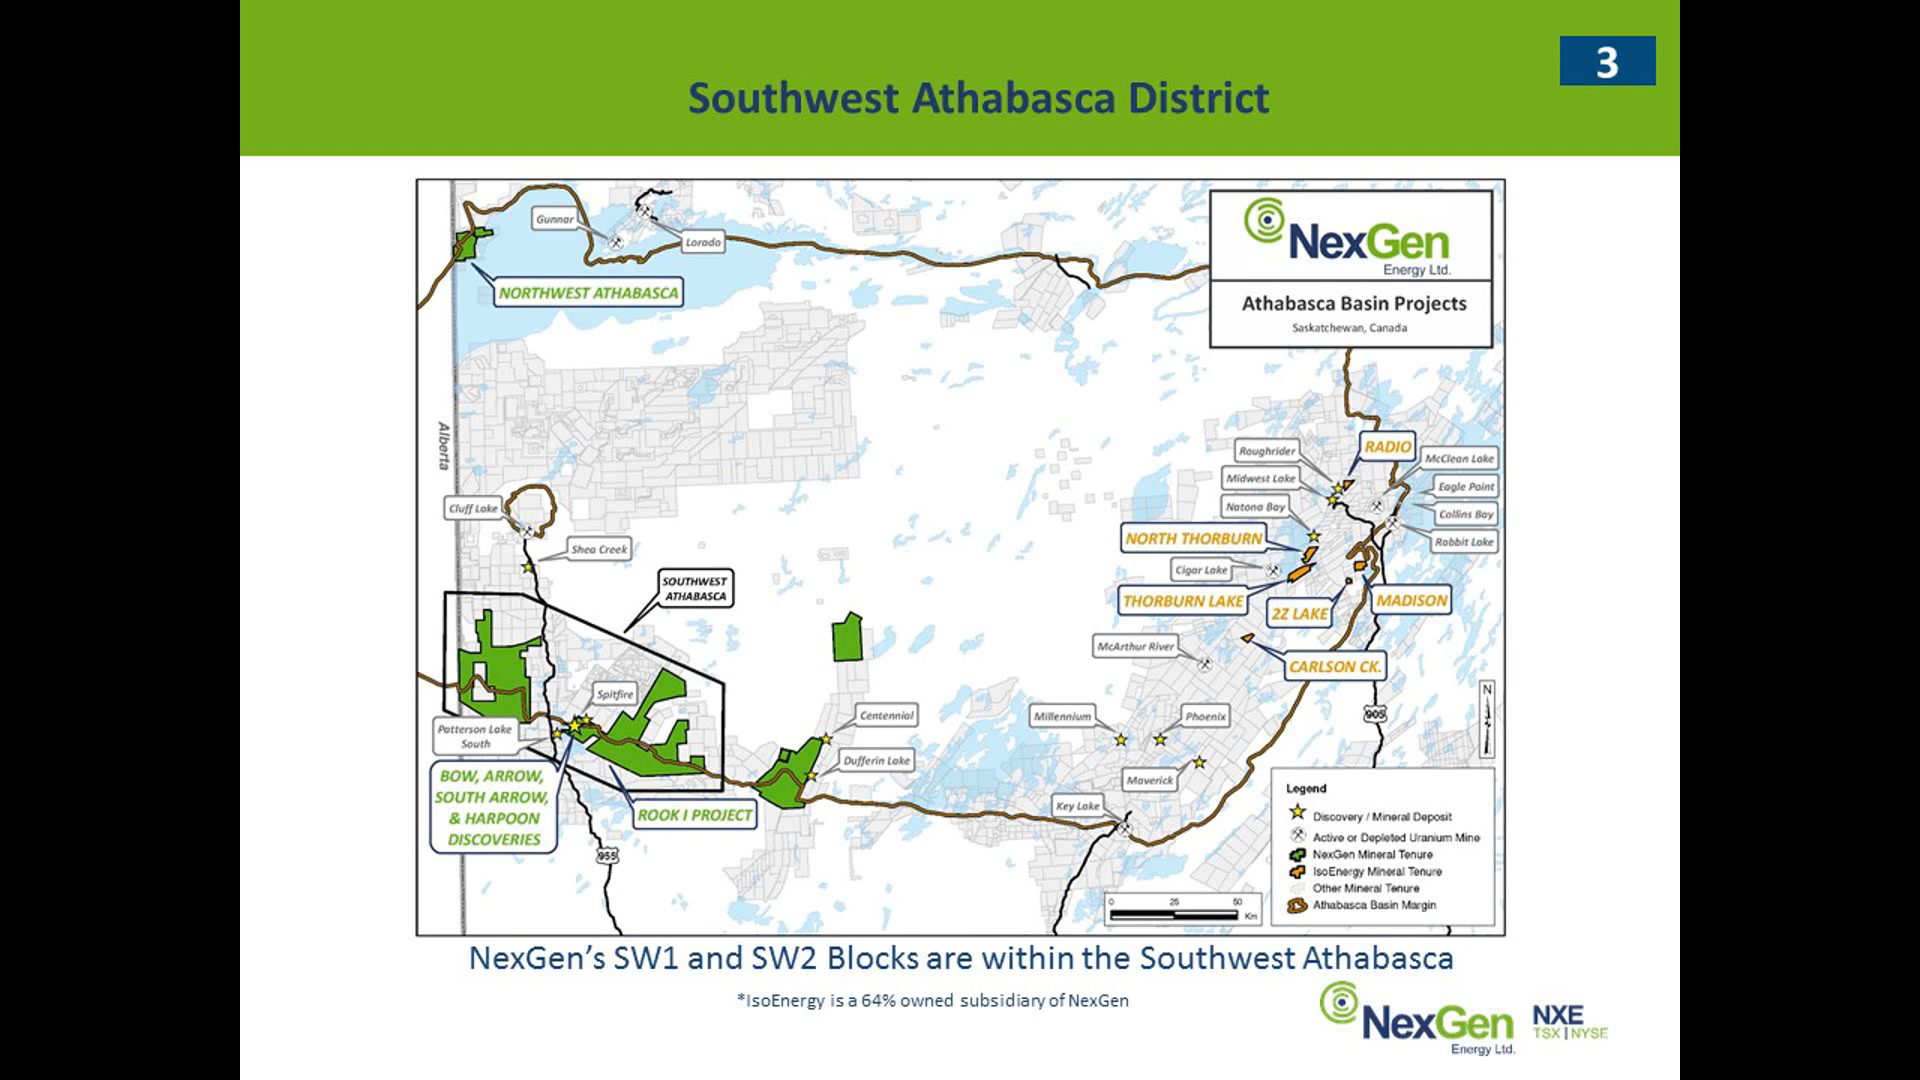 3
Southwest Athabasca District
NexGen
Energy Ltd.
Athabasca Basin Projects
Saskatchewan, Canada
Gunnar
Lorado
NORTHWEST ATHABASCA
Alberta
Cluff Lake
Shea Creek
SOUTHWEST
ATHABASCA
Roughrider
RADIO
McClean Lake
Midwest Lake
Eagle Point
Natona Bay
Collins Bay
NORTH THORBURN
Rabbit Lake
Cigar Lake
THORBURN LAKE
2Z LAKE
MADISON
McArthur River
CARLSON CK.
Spitfire
Patterson Lake
South
Centennial
Millennium
Phoenix
905
N
Dufferin Lake
Maverick
BOW, ARROW,
SOUTH ARROW,
& HARPOON
DISCOVERIES
ROOK I PROJECT
Key Lake
955
0 25 50
Km
Legend
Discovery / Mineral Deposit
Active or Depleted Uranium Mine
NexGen Mineral Tenure
IsoEnergy Mineral Tenure
Other Mineral Tenure
Athabasca Basin Margin
NexGen’s SW1 and SW2 Blocks are within the Southwest Athabasca
*IsoEnergy is a 64% owned subsidiary of NexGen
NexGen
Energy Ltd.
NXE
TSX | NYSE